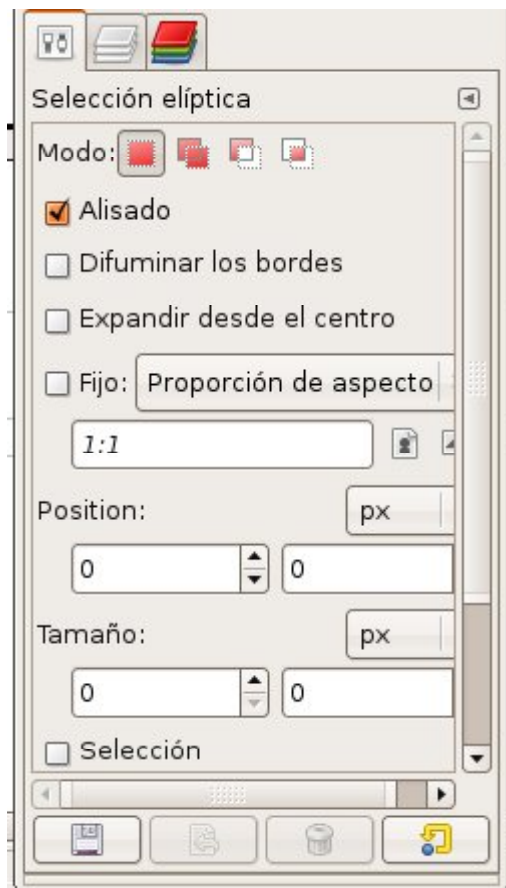 Selección elíptica
Modo:
Alisado
Difuminar los bordes
Expandir desde el centro
Fijo: Proporción de aspecto
1:1
Position: px
0 0
Tamaño: px
0 0
Selección